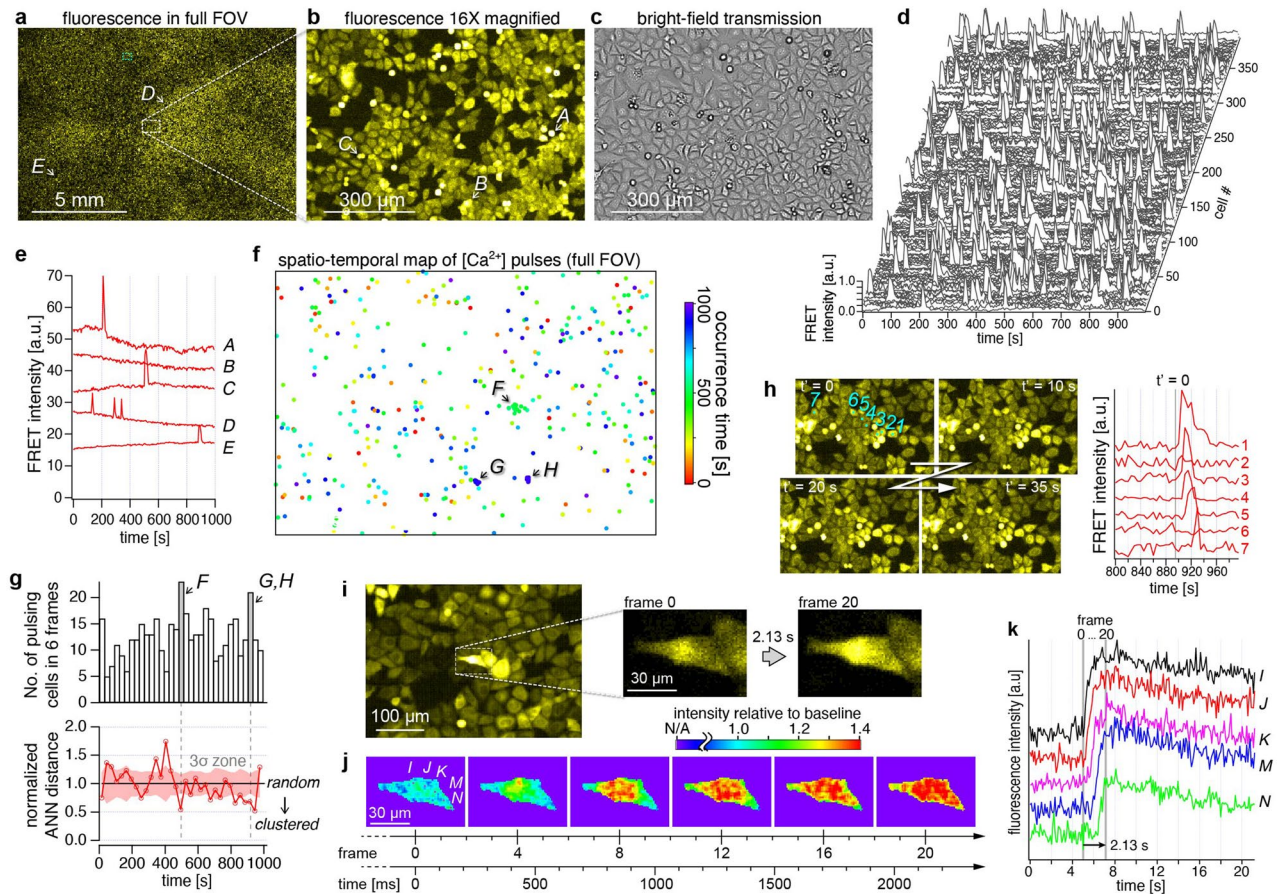 a
fluorescence in full FOV
D
E
5 mm
b
fluorescence 16X magnified
A
C
B
300 µm
c
bright-field transmission
300 µm
d
350
300
250
200
150
100
50
0
cell #
1.0
0.0
FRET
intensity [a.u.]
0 100 200 300 400 500 600 700 800 900
time [s]
e
70
60
50
40
30
20
10
0
FRET intensity [a.u.]
A
B
C
D
E
0 200 400 600 800 1000
time [s]
f
spatio-temporal map of [Ca2+] pulses (full FOV)
F
G
H
1000
500
0
occurrence time [s]
h
t' = 0
7
6 5 4 3 2 1
t' = 10 s
t' = 20 s
t' = 35 s
t' = 0
FRET intensity [a.u.]
1
2
3
4
5
6
7
800 840 880 920 960
time [s]
g
F
G,H
20
15
10
5
0
No. of pulsing
cells in 6 frames
2.0
1.5
1.0
0.5
0.0
normalized
ANN distance
3σ zone
random
clustered
0 200 400 600 800 1000
time [s]
i
100 µm
frame 0
30 µm
2.13 s
frame 20
intensity relative to baseline
N/A 1.0 1.2 1.4
j
I J K M N
30 µm
frame
0 4 8 12 16 20
time [ms]
0 500 1000 1500 2000
k
frame
0 ... 20
fluorescence intensity [a.u]
I
J
K
M
N
2.13 s
0 4 8 12 16 20
time [s]